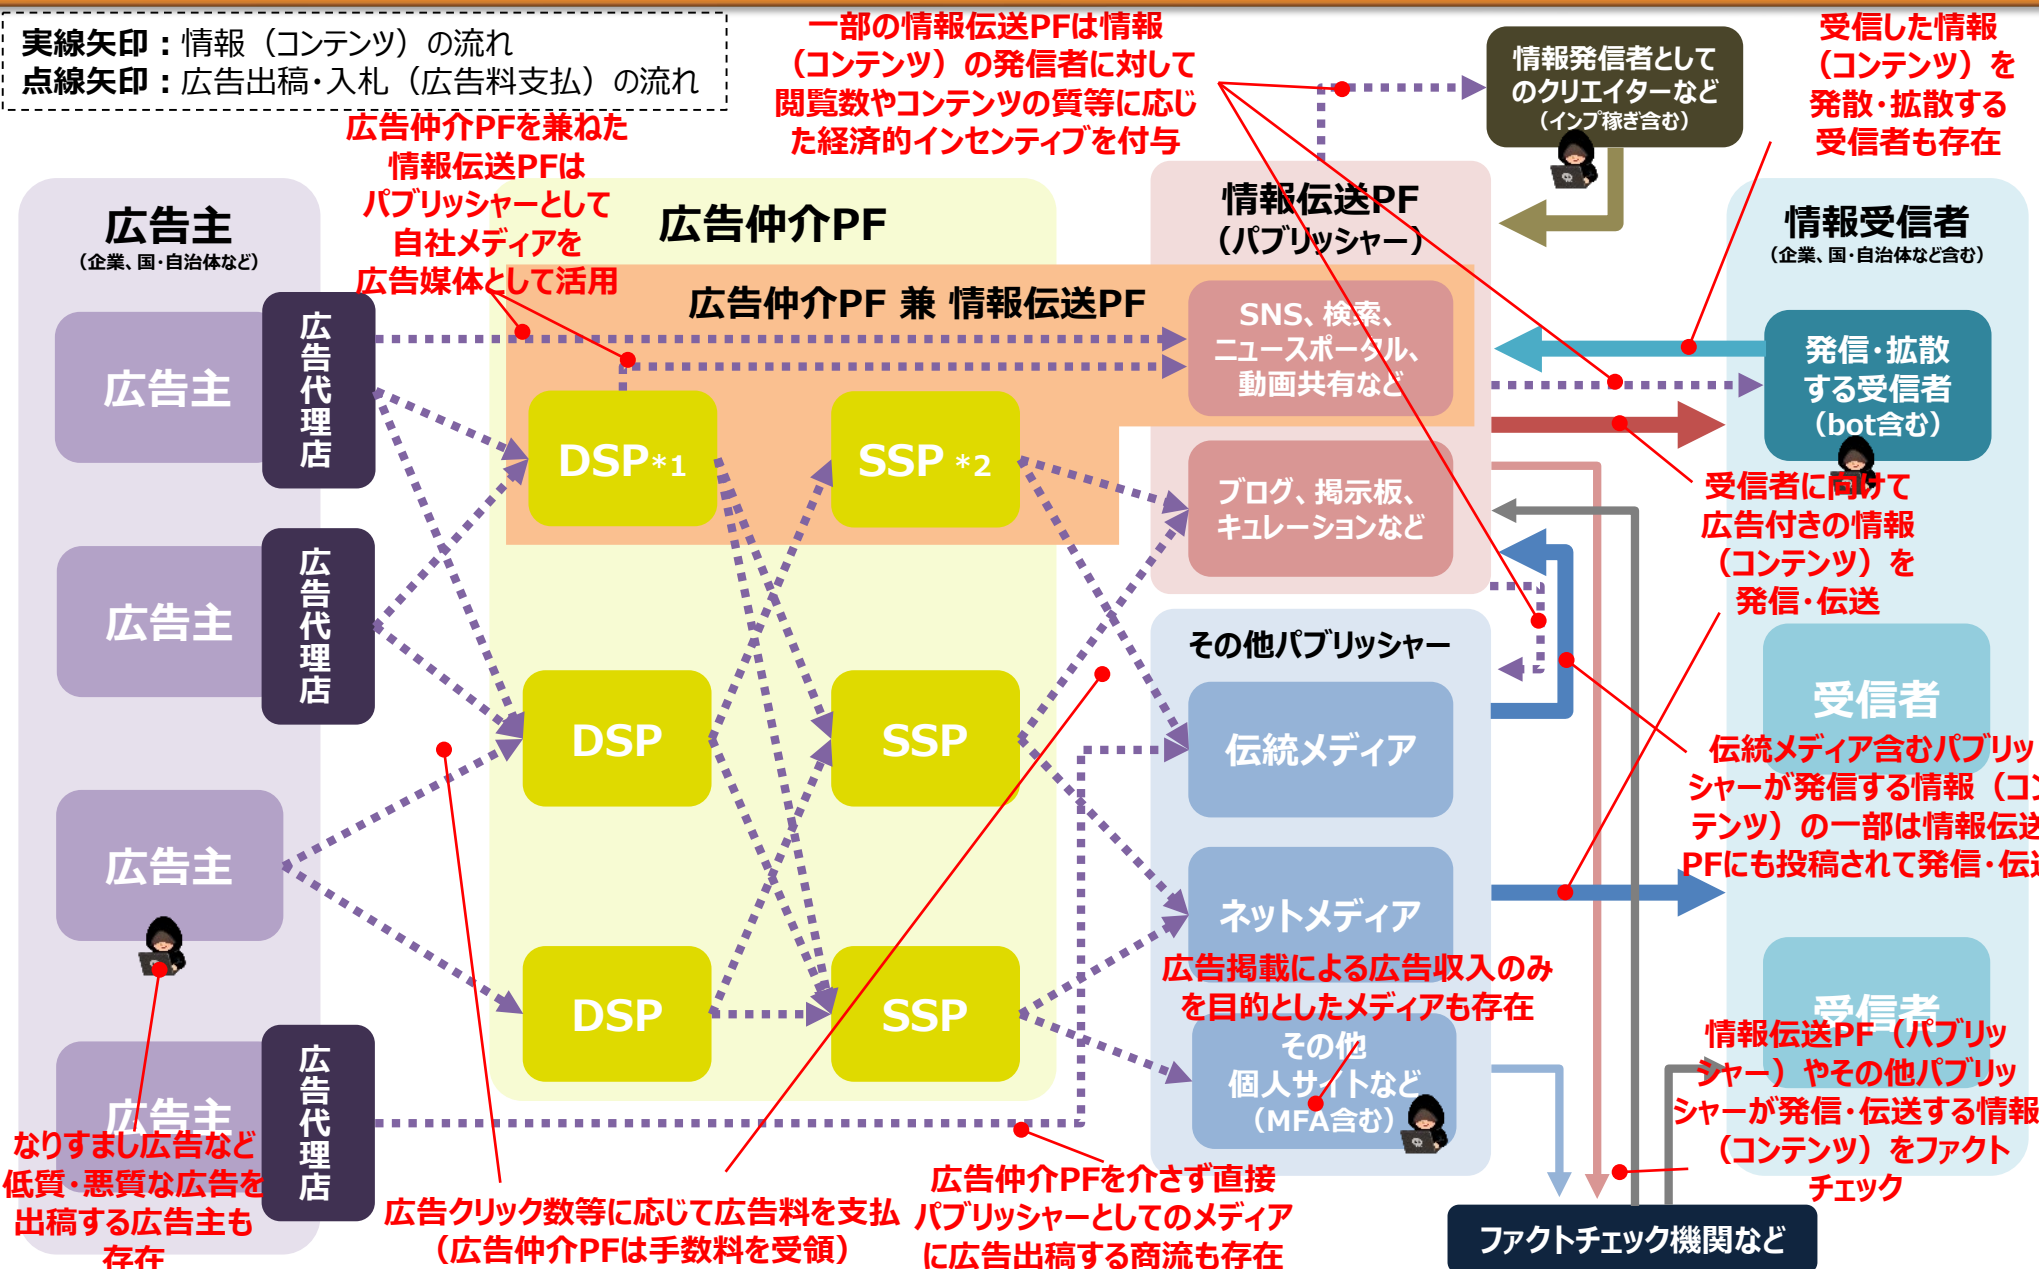 実線矢印：情報（コンテンツ）の流れ
点線矢印：広告出稿・入札（広告料支払）の流れ
一部の情報伝送PFは情報
（コンテンツ）の発信者に対して
閲覧数やコンテンツの質等に応じ
た経済的インセンティブを付与
情報発信者として
のクリエイターなど
（インプ稼ぎ含む）
受信した情報
（コンテンツ）を
発散・拡散する
受信者も存在
広告仲介PFを兼ねた
情報伝送PFは
パブリッシャーとして
自社メディアを
広告媒体として活用
広告主
（企業、国・自治体など）
広告主
広告代理店
広告主
広告代理店
広告主
広告主
広告代理店
なりすまし広告など
低質・悪質な広告を
出稿する広告主も
存在
広告仲介PF
広告仲介PF 兼 情報伝送PF
DSP*1
SSP *2
DSP
SSP
DSP
SSP
広告クリック数等に応じて広告料を支払
（広告仲介PFは手数料を受領）
情報伝送PF
（パブリッシャー）
SNS、検索、
ニュースポータル、
動画共有など
ブログ、掲示板、
キュレーションなど
その他パブリッシャー
伝統メディア
ネットメディア
広告掲載による広告収入のみ
を目的としたメディアも存在
その他
個人サイトなど
（MFA含む）
広告仲介PFを介さず直接
パブリッシャーとしてのメディア
に広告出稿する商流も存在
情報受信者
（企業、国・自治体など含む）
発信・拡散
する受信者
（bot含む）
受信者に向けて
広告付きの情報
（コンテンツ）を
発信・伝送
受信者
伝統メディア含むパブリッ
シャーが発信する情報（コン
テンツ）の一部は情報伝送
PFにも投稿されて発信・伝送
受信者
情報伝送PF（パブリッ
シャー）やその他パブリッ
シャーが発信・伝送する情報
（コンテンツ）をファクト
チェック
ファクトチェック機関など